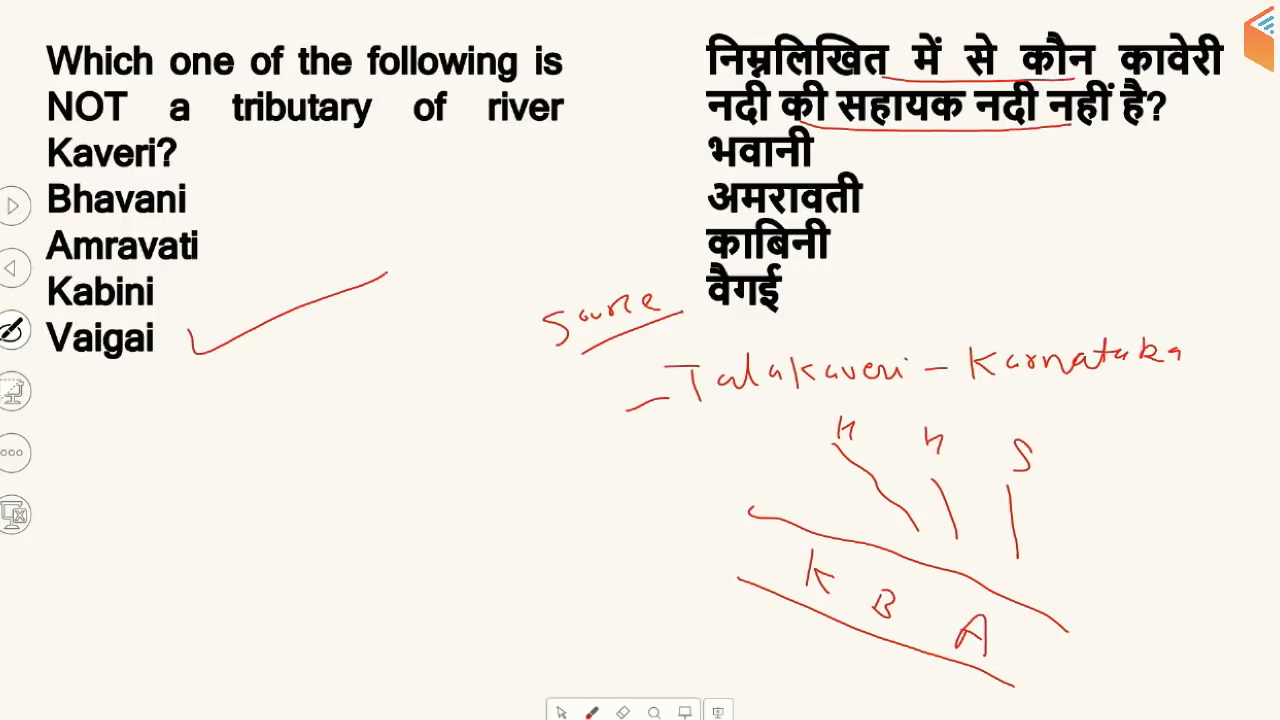 Which one of the following is
NOT a tributary of river
Kaveri?
Bhavani
Amravati
Kabini
Vaigai
निम्नलिखित में से कौन कावेरी
नदी की सहायक नदी नहीं है?
भवानी
अमरावती
काबिनी
वैगई
Source
Talakaveri - Karnataka
H
S
K B A